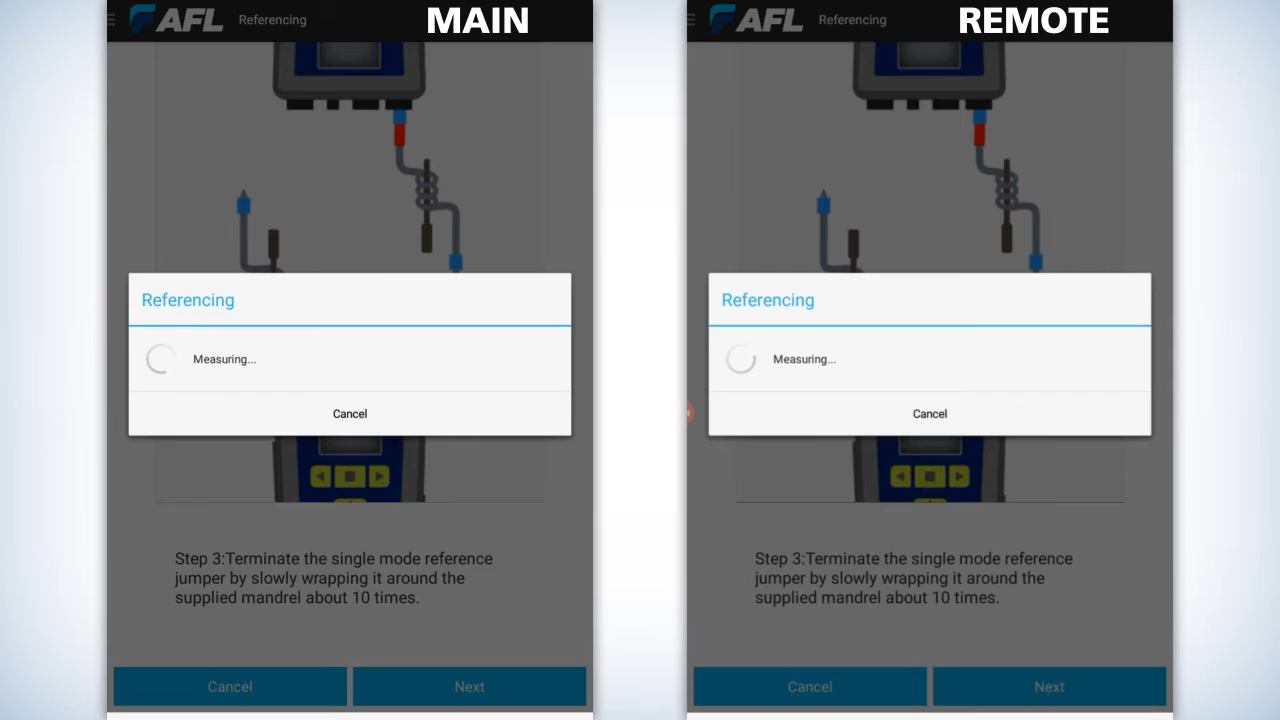 AFL Referencing MAIN
Referencing
Measuring...
Cancel
Step 3:Terminate the single mode reference
jumper by slowly wrapping it around the
supplied mandrel about 10 times.
Cancel Next
AFL Referencing REMOTE
Referencing
Measuring...
Cancel
Step 3:Terminate the single mode reference
jumper by slowly wrapping it around the
supplied mandrel about 10 times.
Cancel Next